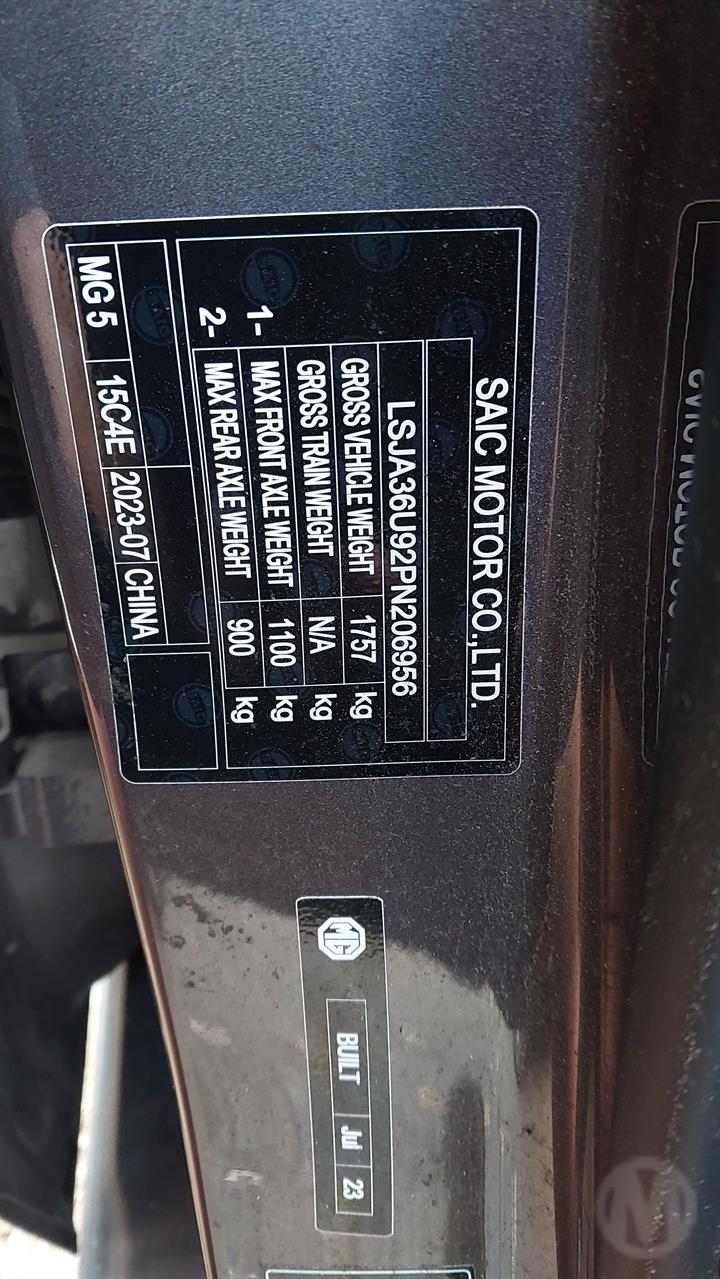 SAIC MOTOR CO.,LTD.
LSJA36U92PN206956
GROSS VEHICLE WEIGHT 1757 kg
GROSS TRAIN WEIGHT N/A kg
1- MAX FRONT AXLE WEIGHT 1100 kg
2- MAX REAR AXLE WEIGHT 900 kg
MG 5 15C4E 2023-07 CHINA
MG BUILT Jul 23
M